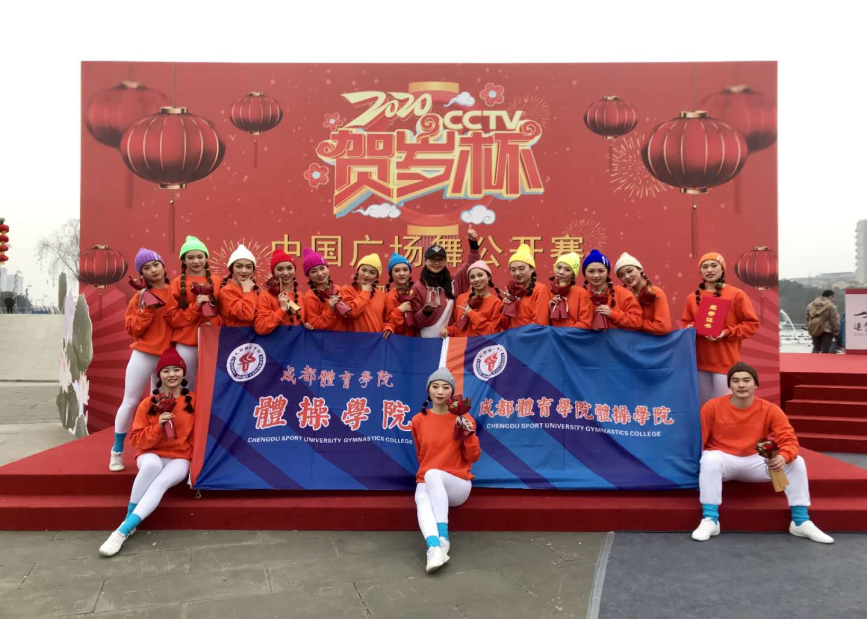 2020
CCTV
贺岁杯
中国广场舞公开赛
成都體育學院
體操學院
CHENGDU SPORT UNIVERSITY GYMNASTICS COLLEGE
成都體育學院體操學院
CHENGDU SPORT UNIVERSITY GYMNASTICS COLLEGE